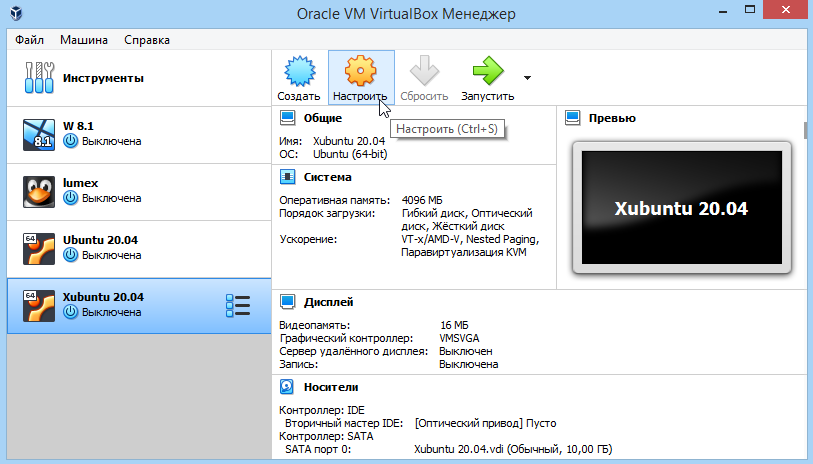 Oracle VM VirtualBox Менеджер
Файл Машина Справка
Инструменты
W 8.1
Выключена
8.1
lumex
Выключена
64
Ubuntu 20.04
Выключена
64
Xubuntu 20.04
Выключена
Создать Настроить Сбросить Запустить
Настроить (Ctrl+S)
Общие
Имя: Xubuntu 20.04
ОС: Ubuntu (64-bit)
Превью
Xubuntu 20.04
Система
Оперативная память: 4096 МБ
Порядок загрузки: Гибкий диск, Оптический
диск, Жёсткий диск
Ускорение: VT-x/AMD-V, Nested Paging,
Паравиртуализация KVM
Дисплей
Видеопамять: 16 МБ
Графический контроллер: VMSVGA
Сервер удалённого дисплея: Выключен
Запись: Выключена
Носители
Контроллер: IDE
Вторичный мастер IDE: [Оптический привод] Пусто
Контроллер: SATA
SATA порт 0: Xubuntu 20.04.vdi (Обычный, 10,00 ГБ)